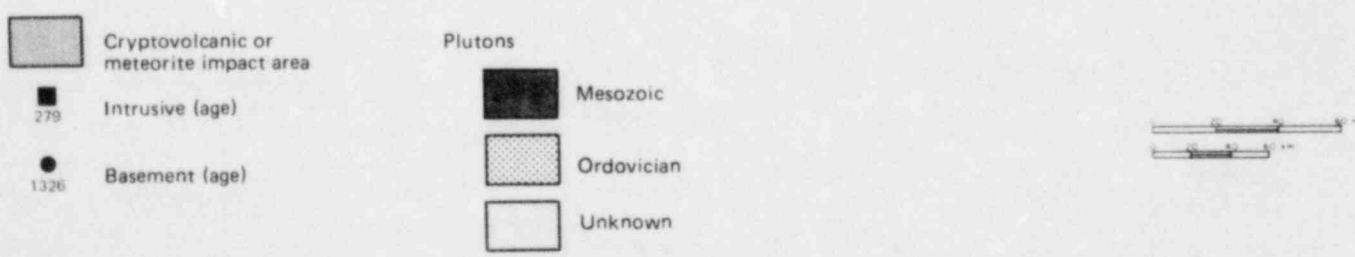 Cryptovolcanic or
meteorite impact area
279
Intrusive (age)
1326
Basement (age)
Plutons
Mesozoic
Ordovician
Unknown